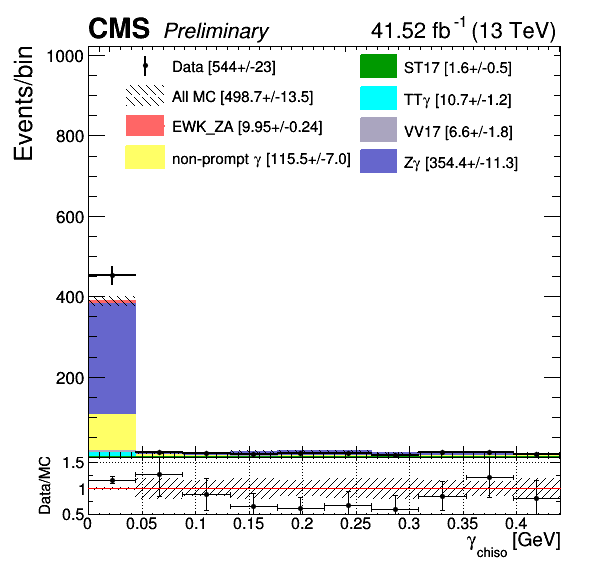 CMS Preliminary 41.52 fb⁻¹ (13 TeV)
Events/bin
1000
800
600
400
200
Data [544+/-23]
All MC [498.7+/-13.5]
EWK_ZA [9.95+/-0.24]
non-prompt γ [115.5+/-7.0]
ST17 [1.6+/-0.5]
TTγ [10.7+/-1.2]
VV17 [6.6+/-1.8]
Zγ [354.4+/-11.3]
Data/MC
1.5
1
0.5
0 0.05 0.1 0.15 0.2 0.25 0.3 0.35 0.4
γchiso [GeV]